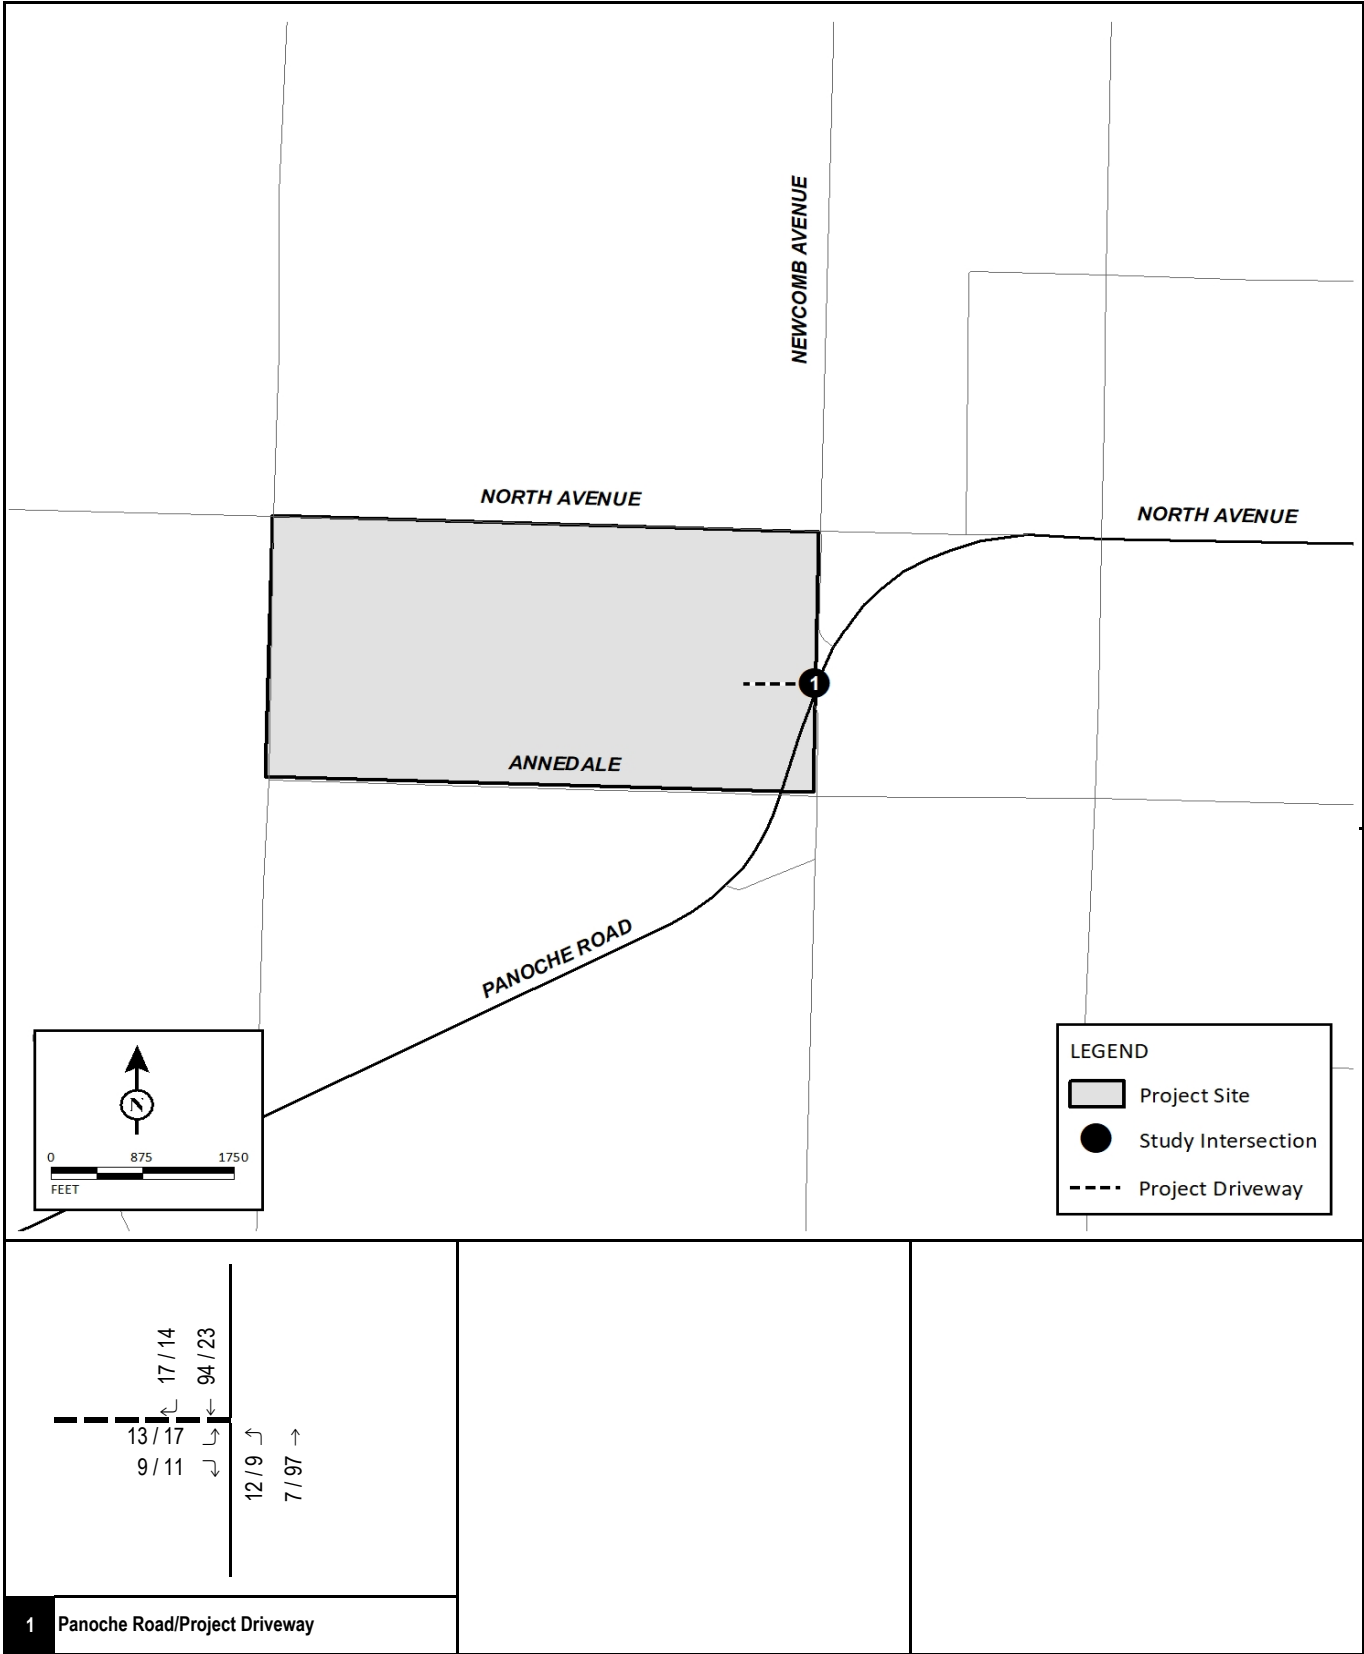 NEWCOMB AVENUE
NORTH AVENUE
NORTH AVENUE
1
ANNEDALE
PANOCHE ROAD
N
0 875 1750
FEET
LEGEND
Project Site
Study Intersection
Project Driveway
17 / 14
94 / 23
13 / 17
9 / 11
12 / 9
7 / 97
1 Panoche Road/Project Driveway